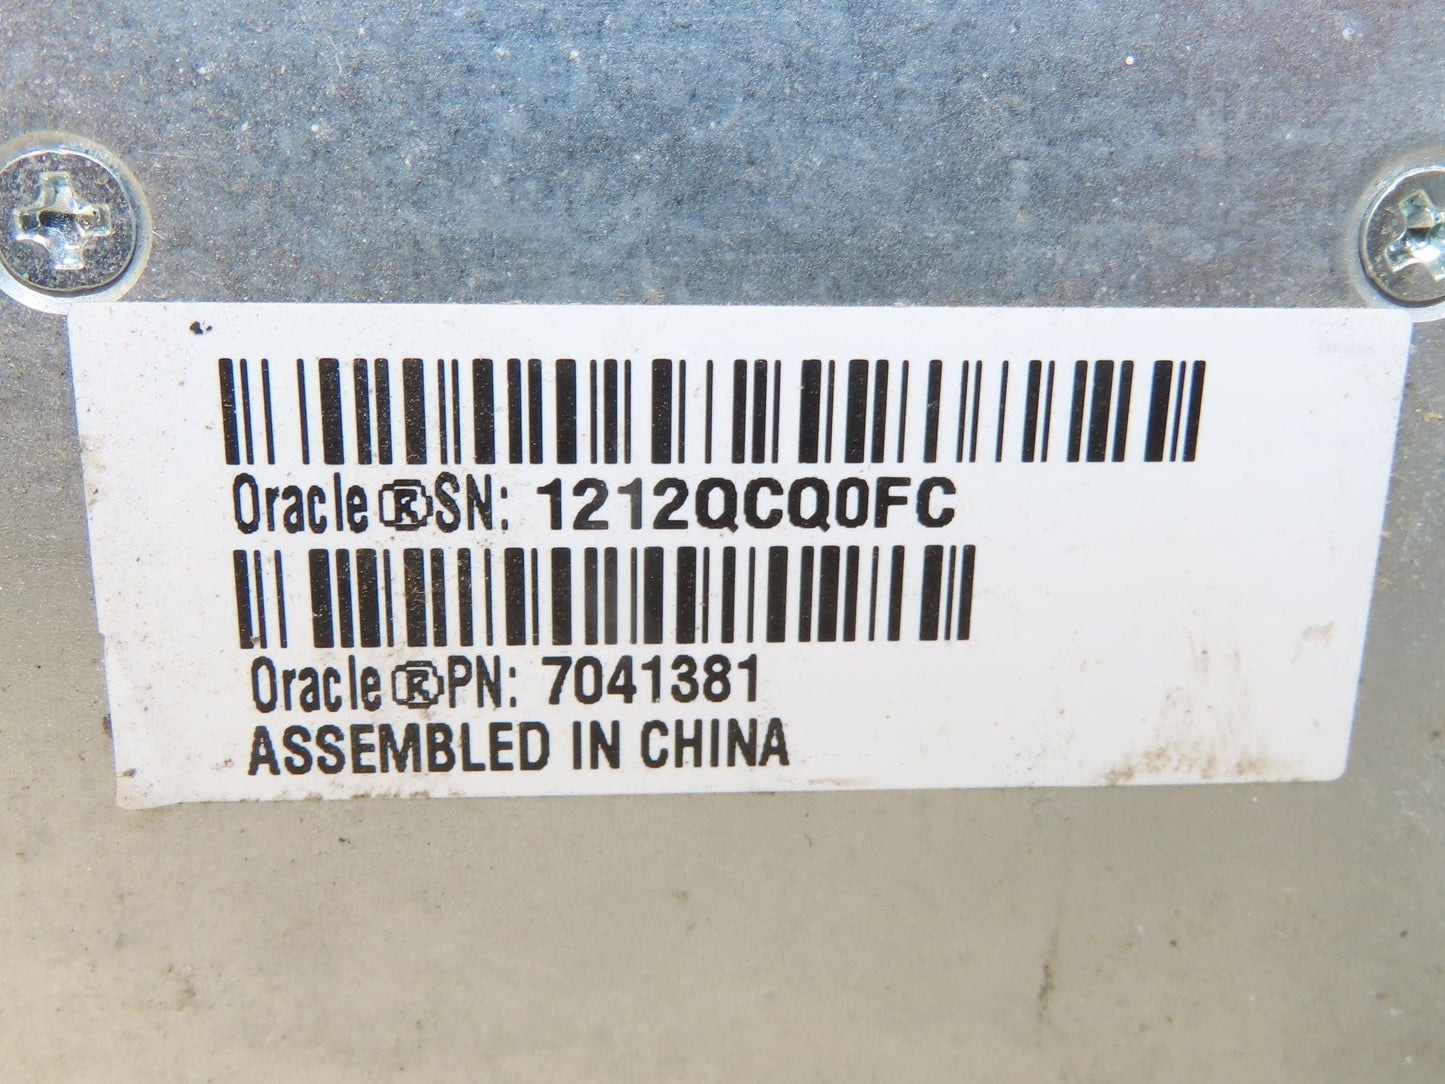 Oracle®SN: 1212QCQ0FC
Oracle®PN: 7041381
ASSEMBLED IN CHINA